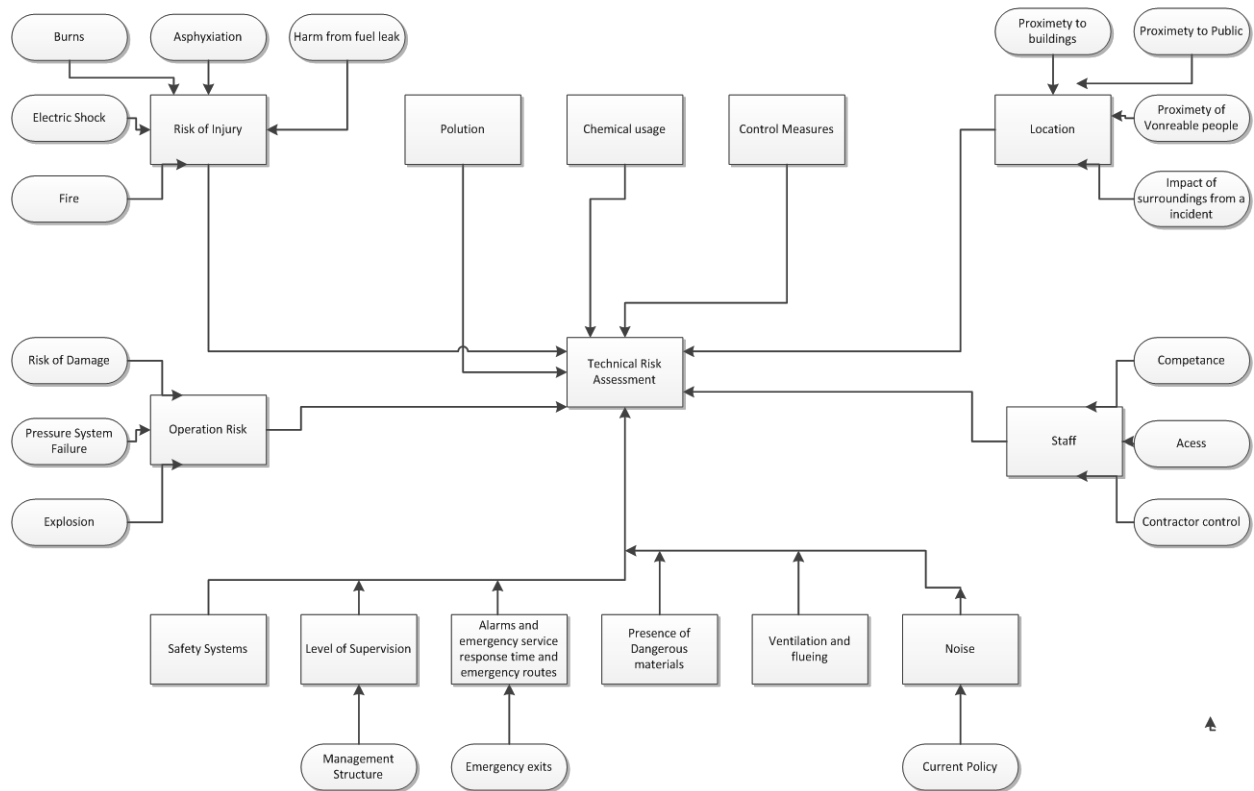 Burns
Asphyxiation
Harm from fuel leak
Proximety to
buildings
Proximety to Public
Electric Shock
Risk of Injury
Polution
Chemical usage
Control Measures
Location
Proximety of
Vonreable people
Fire
Impact of
surroundings from a
incident
Risk of Damage
Technical Risk
Assessment
Competance
Pressure System
Failure
Operation Risk
Staff
Acess
Explosion
Contractor control
Safety Systems
Level of Supervision
Alarms and
emergency service
response time and
emergency routes
Presence of
Dangerous
materials
Ventilation and
flueing
Noise
Management
Structure
Emergency exits
Current Policy